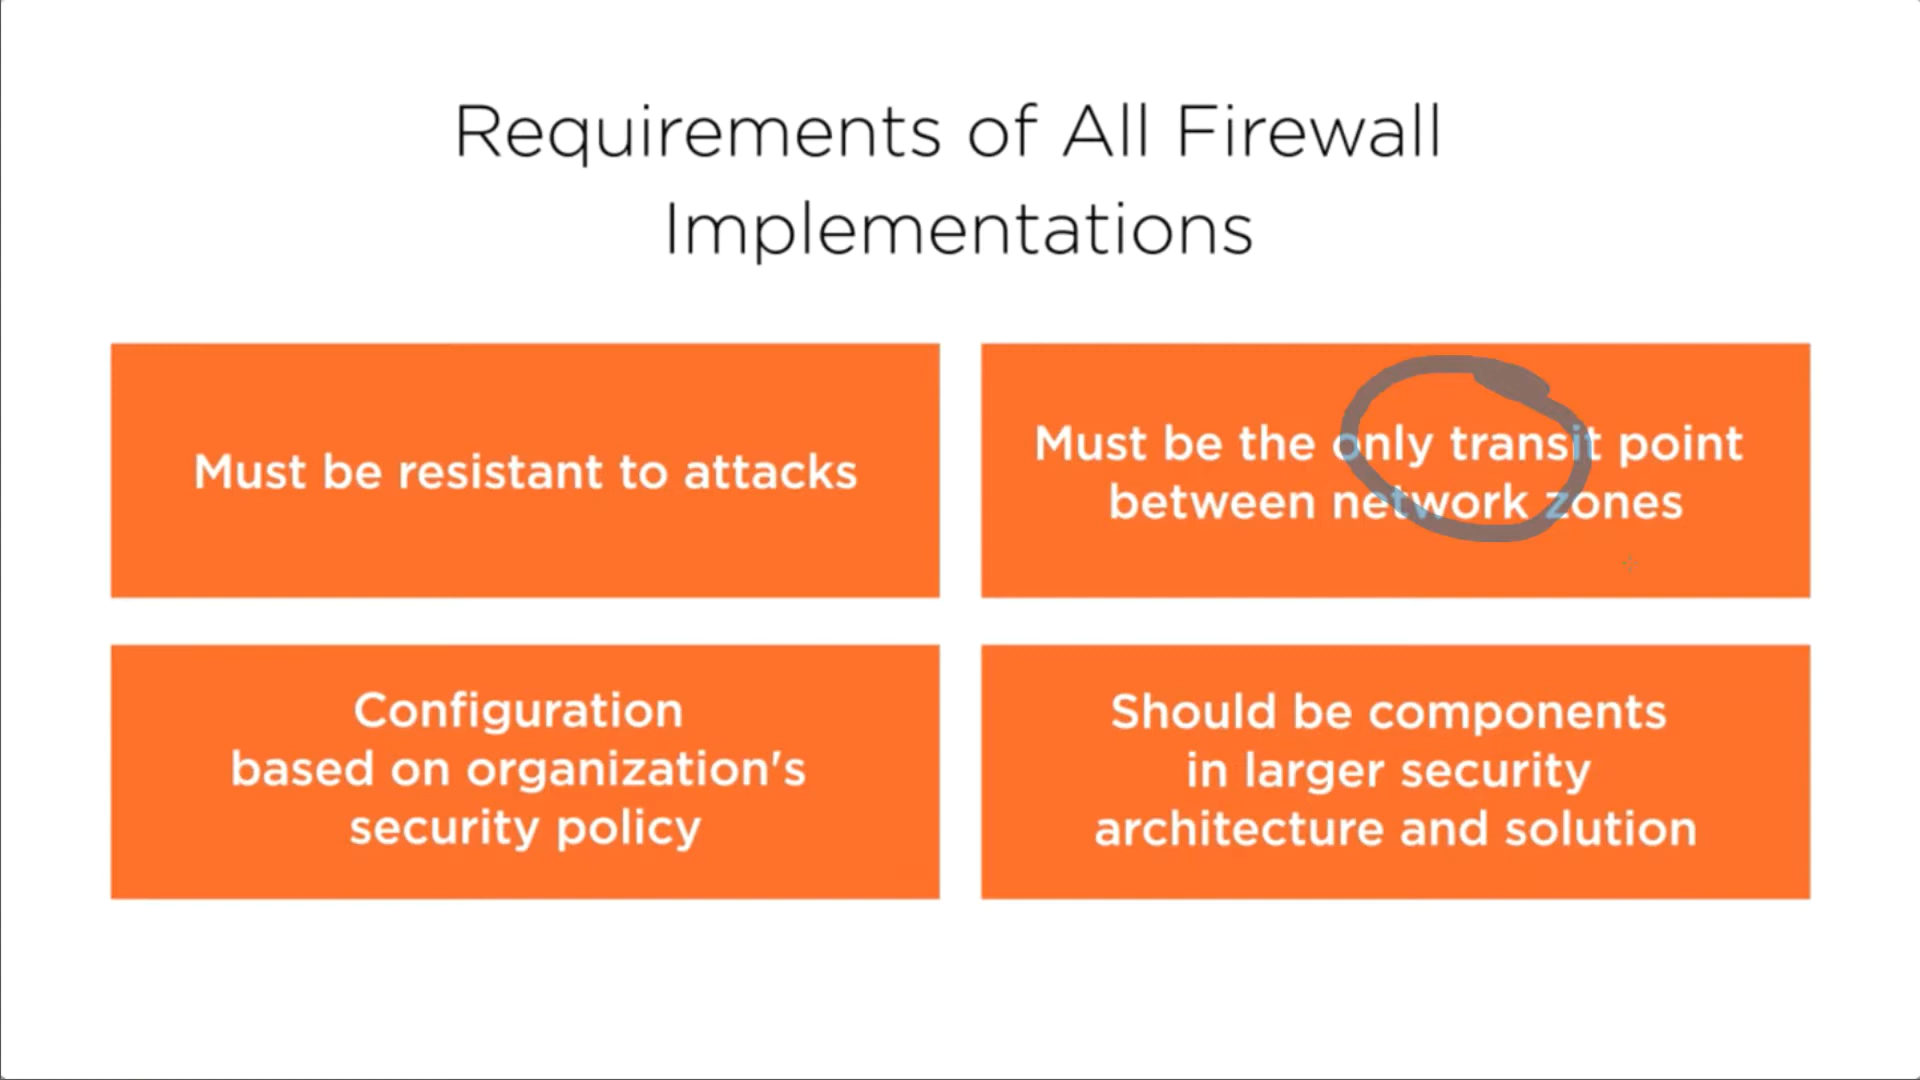 Requirements of All Firewall
Implementations
Must be resistant to attacks
Must be the only transit point
between network zones
Configuration
based on organization's
security policy
Should be components
in larger security
architecture and solution